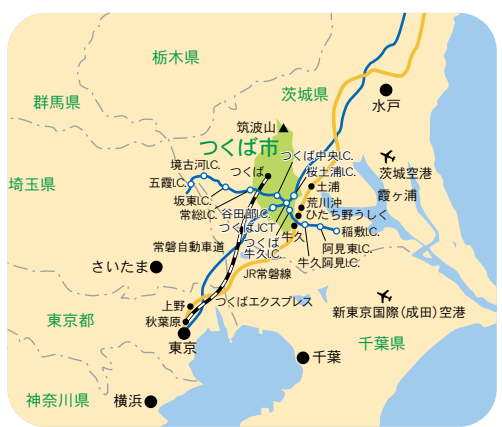 栃木県
群馬県
茨城県
水戸
筑波山
つくば市
つくば中央I.C.
境古河I.C.
つくば
桜土浦I.C.
茨城空港
五霞I.C.
土浦
埼玉県
霞ヶ浦
坂東I.C.
荒川沖
常総I.C.
谷田部I.C.
ひたち野うしく
つくばJCT
稲敷I.C.
牛久
常磐自動車道
つくば
牛久I.C.
阿見東I.C.
牛久阿見I.C.
さいたま
JR常磐線
上野
つくばエクスプレス
新東京国際（成田）空港
東京都
秋葉原
東京
千葉県
千葉
神奈川県
横浜